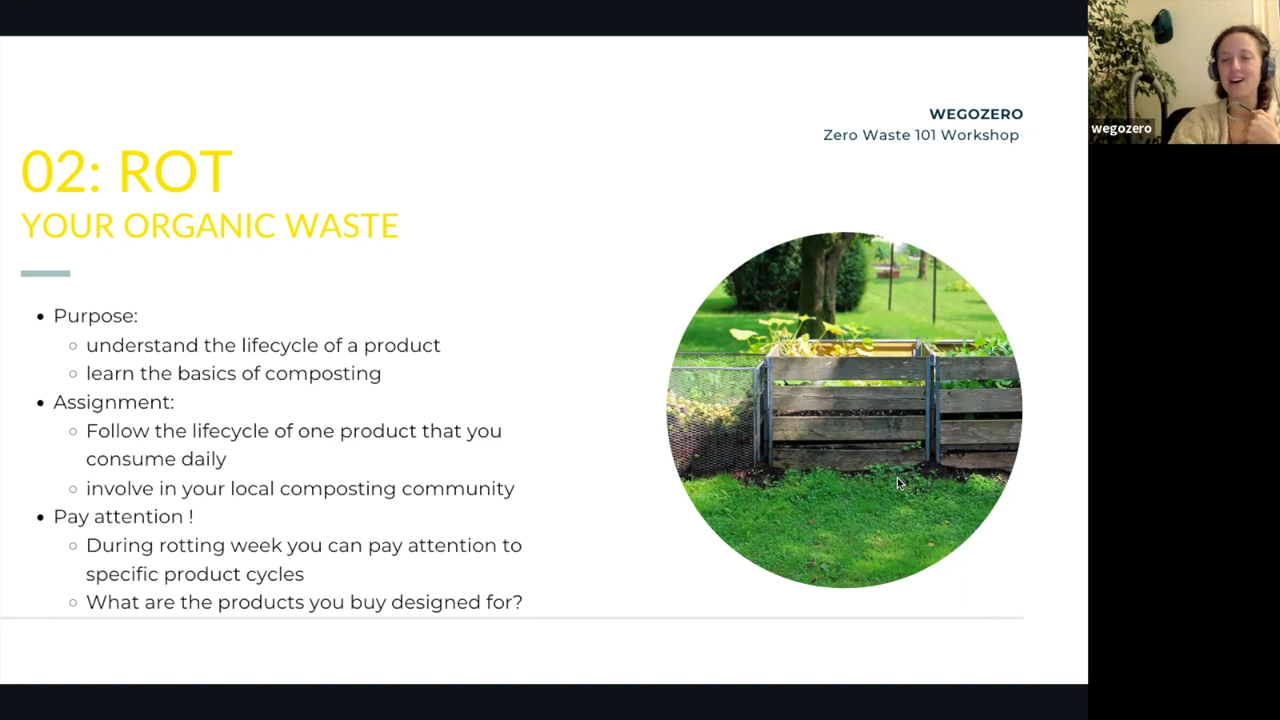 WEGOZERO
Zero Waste 101 Workshop
02: ROT
YOUR ORGANIC WASTE
Purpose:
understand the lifecycle of a product
learn the basics of composting
Assignment:
Follow the lifecycle of one product that you
consume daily
involve in your local composting community
Pay attention !
During rotting week you can pay attention to
specific product cycles
What are the products you buy designed for?
wegozero